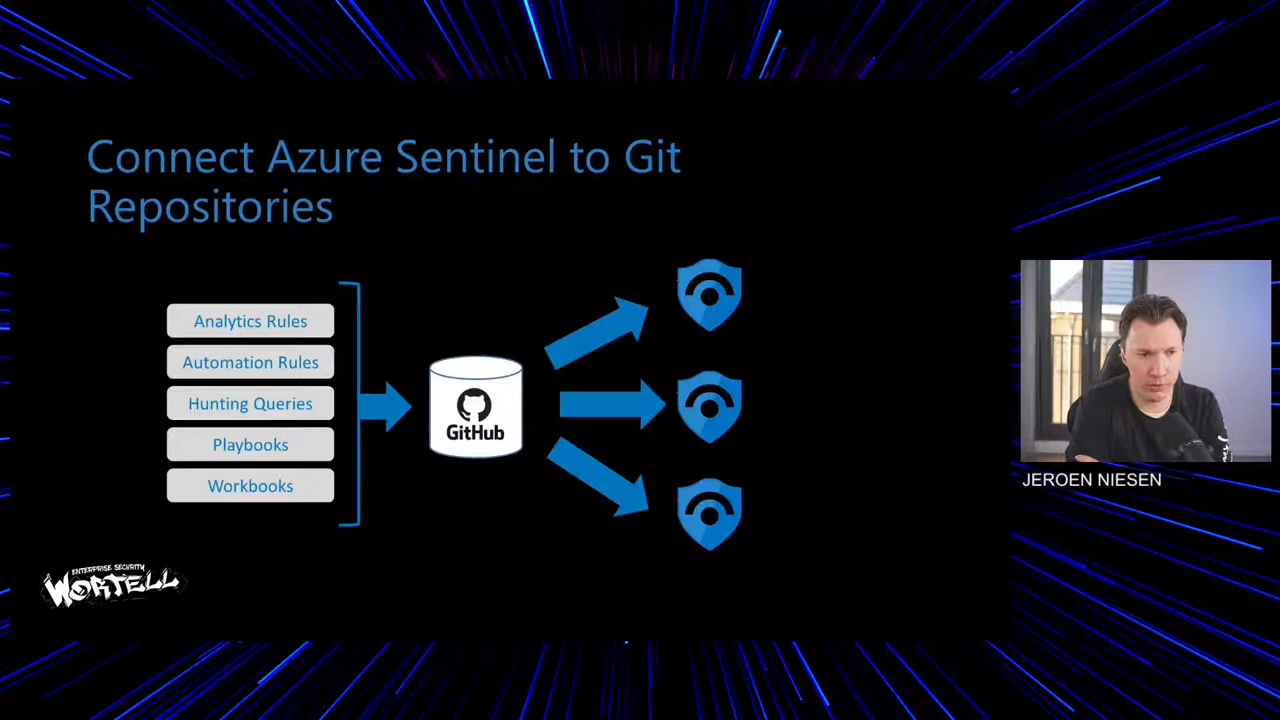 Connect Azure Sentinel to Git
Repositories
Analytics Rules
Automation Rules
Hunting Queries
Playbooks
Workbooks
GitHub
JEROEN NIESEN
ENTERPRISE SECURITY
WORTELL